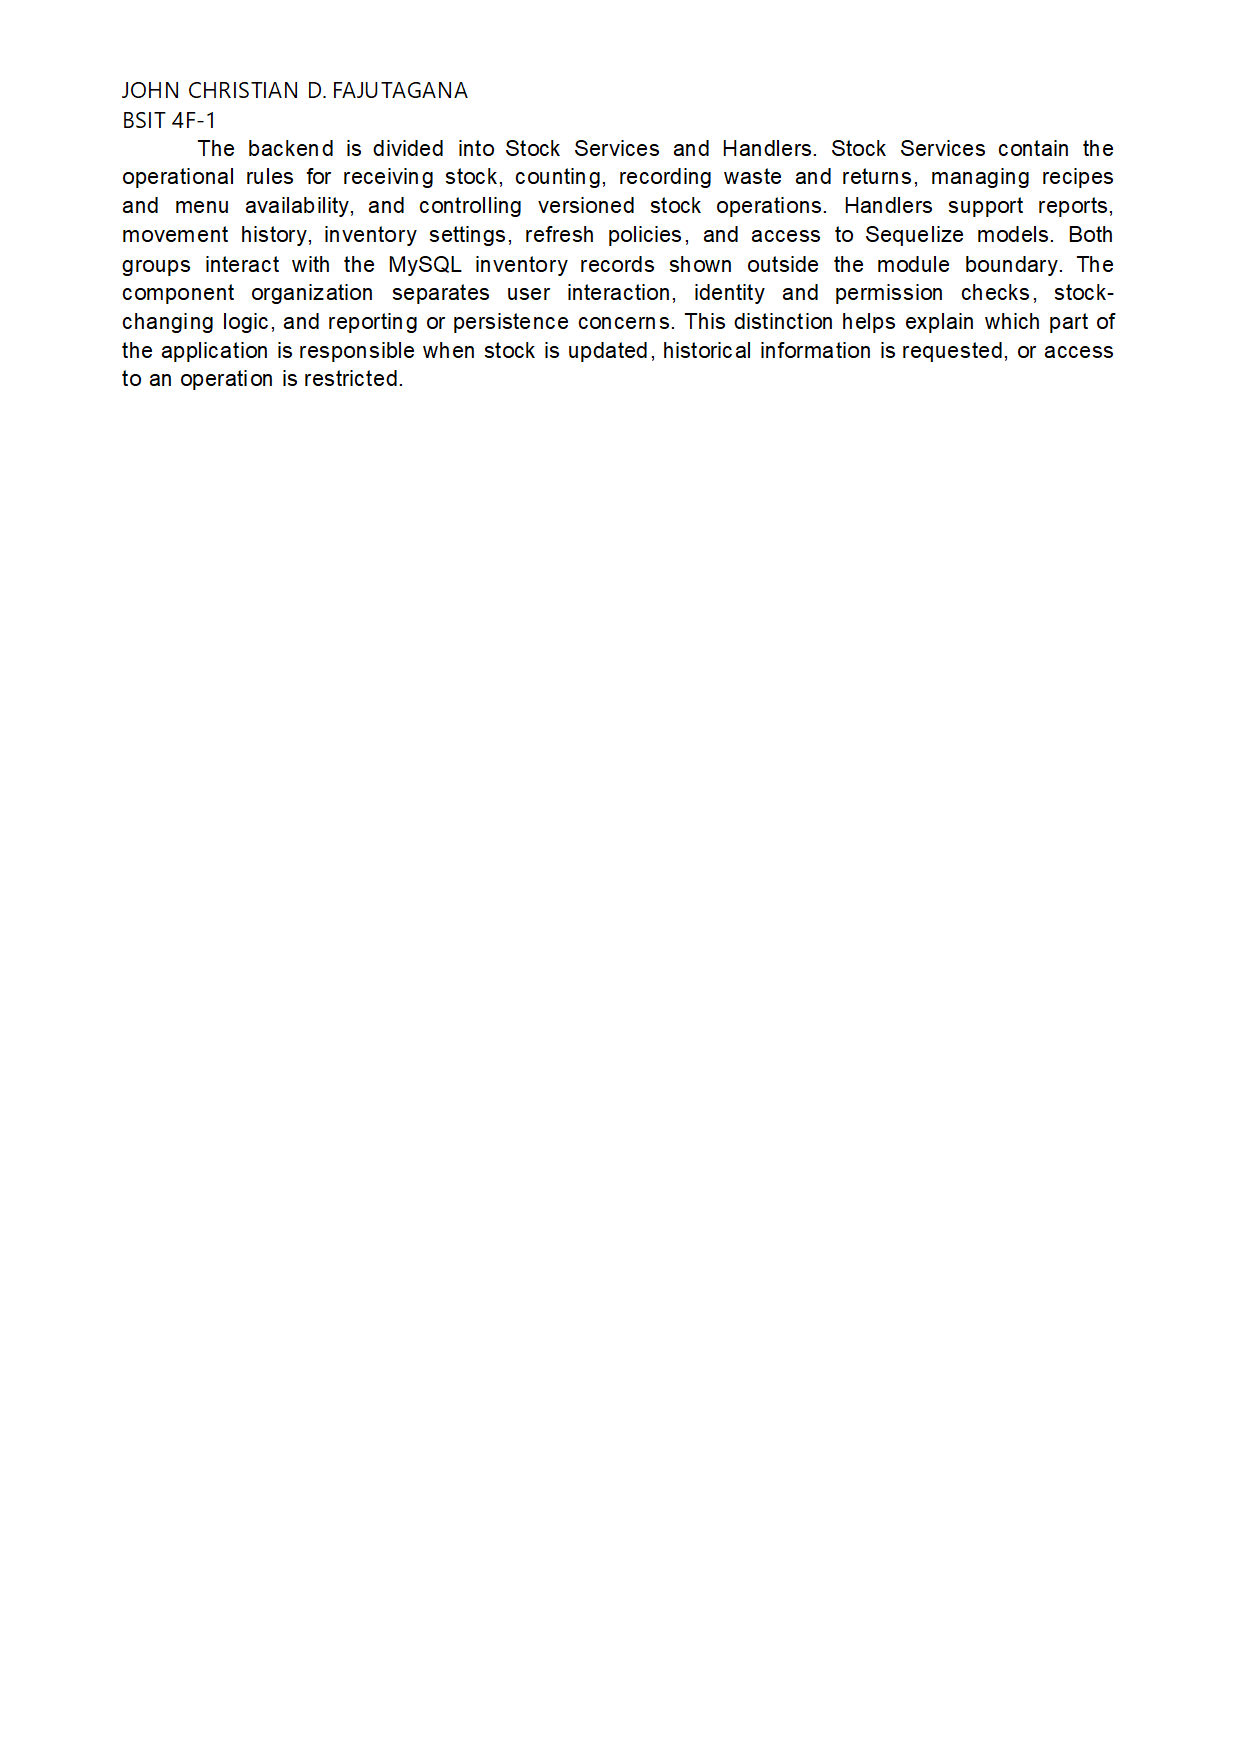 JOHN CHRISTIAN D. FAJUTAGANA
BSIT 4F-1
The backend is divided into Stock Services and Handlers. Stock Services contain the
operational rules for receiving stock, counting, recording waste and returns, managing recipes
and menu availability, and controlling versioned stock operations. Handlers support reports,
movement history, inventory settings, refresh policies, and access to Sequelize models. Both
groups interact with the MySQL inventory records shown outside the module boundary. The
component organization separates user interaction, identity and permission checks, stock-
changing logic, and reporting or persistence concerns. This distinction helps explain which part of
the application is responsible when stock is updated, historical information is requested, or access
to an operation is restricted.